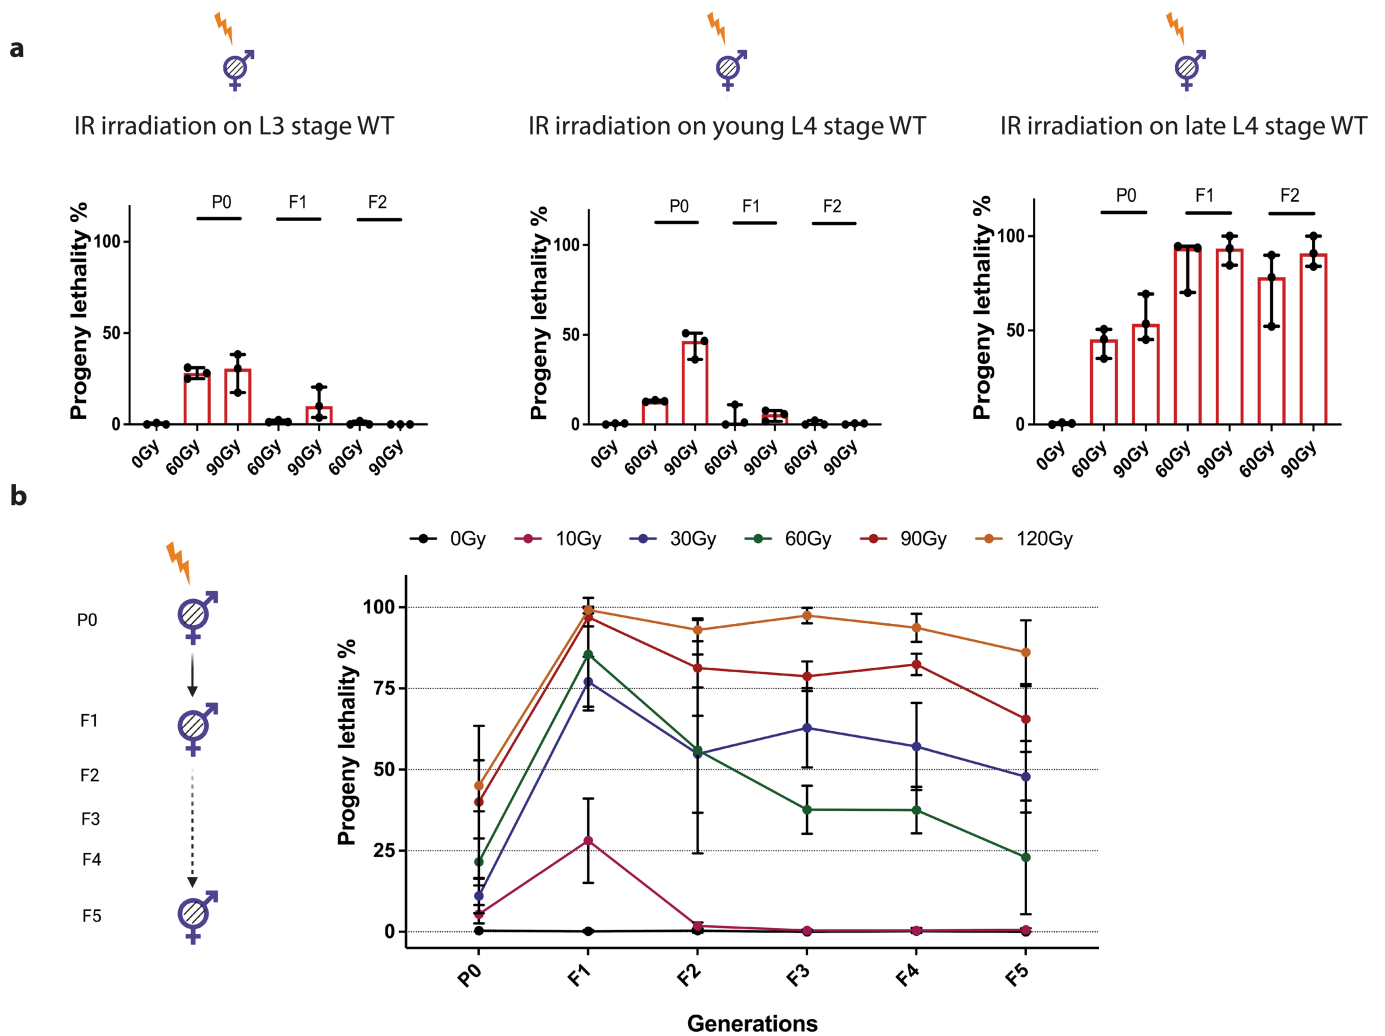 a
IR irradiation on L3 stage WT
IR irradiation on young L4 stage WT
IR irradiation on late L4 stage WT
Progeny lethality %
100
50
0
P0
F1
F2
0Gy
60Gy
90Gy
60Gy
90Gy
60Gy
90Gy
Progeny lethality %
100
50
0
P0
F1
F2
0Gy
60Gy
90Gy
60Gy
90Gy
60Gy
90Gy
Progeny lethality %
100
50
0
P0
F1
F2
0Gy
60Gy
90Gy
60Gy
90Gy
60Gy
90Gy
b
P0
F1
F2
F3
F4
F5
0Gy 10Gy 30Gy 60Gy 90Gy 120Gy
Progeny lethality %
100
75
50
25
0
P0
F1
F2
F3
F4
F5
Generations